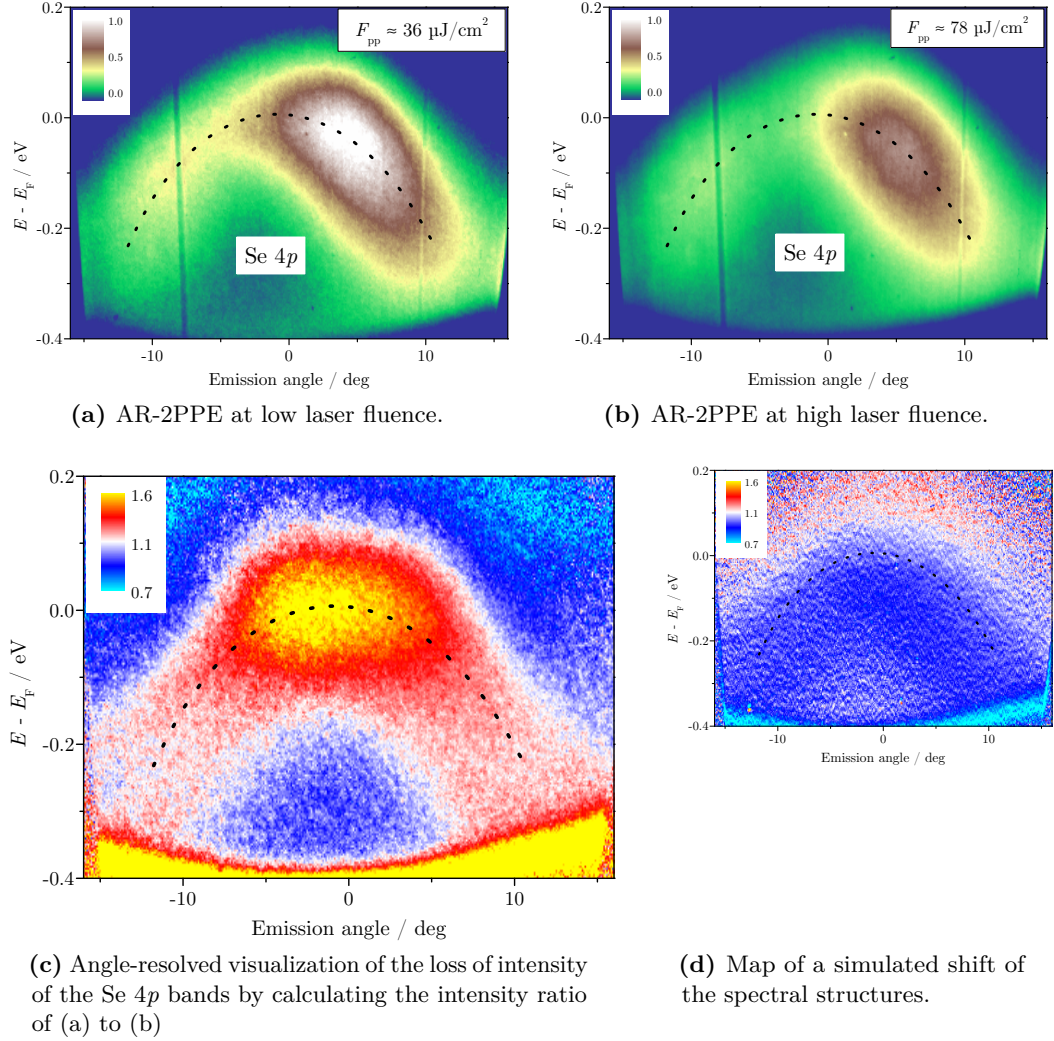 1.0
0.5
0.0
F_pp ≈ 36 µJ/cm²
0.0
-0.2
-0.4
E - E_F / eV
Se 4p
-10
0
10
Emission angle / deg
(a) AR-2PPE at low laser fluence.
1.0
0.5
0.0
F_pp ≈ 78 µJ/cm²
0.0
-0.2
-0.4
E - E_F / eV
Se 4p
-10
0
10
Emission angle / deg
(b) AR-2PPE at high laser fluence.
0.2
0.0
-0.2
-0.4
E - E_F / eV
1.6
1.1
0.7
-10
0
10
Emission angle / deg
(c) Angle-resolved visualization of the loss of intensity
of the Se 4p bands by calculating the intensity ratio
of (a) to (b)
0.2
0.0
-0.2
-0.4
E - E_F / eV
1.6
1.1
0.7
-10
0
10
Emission angle / deg
(d) Map of a simulated shift of
the spectral structures.